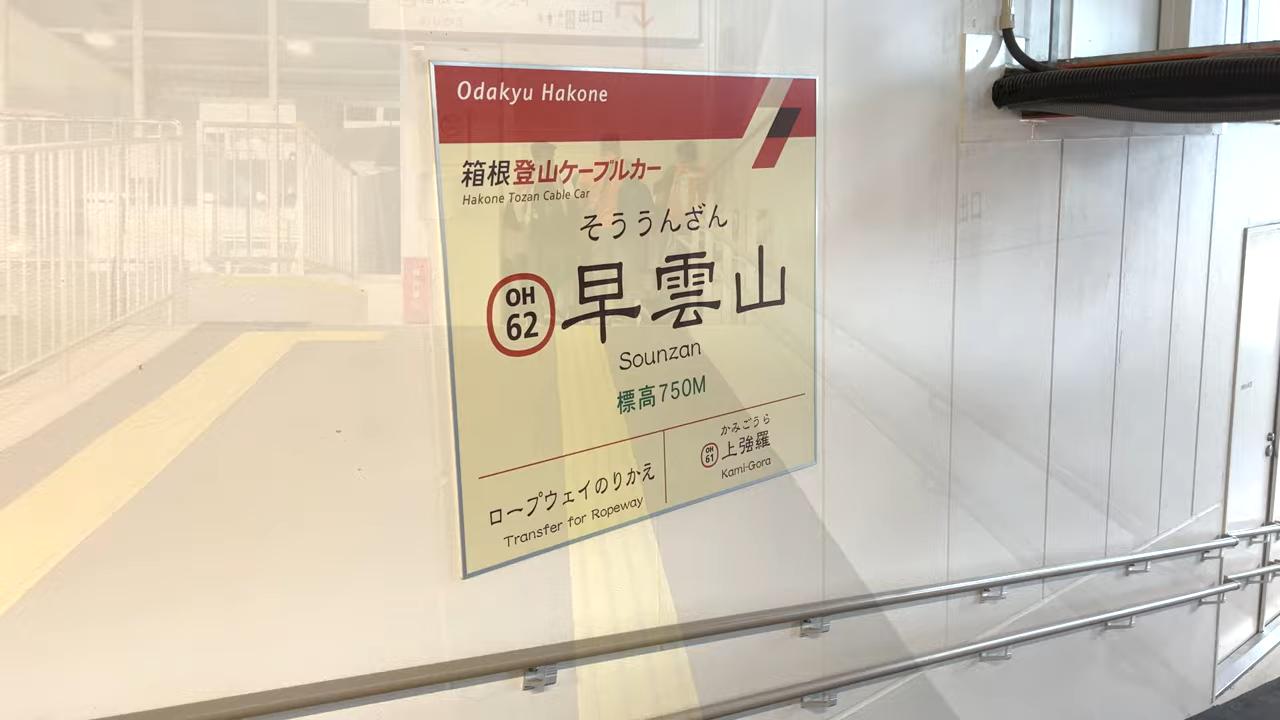 Odakyu Hakone
箱根登山ケーブルカー
Hakone Tozan Cable Car
そううんざん
OH
62
早雲山
Sounzan
標高750M
ロープウェイのりかえ
Transfer for Ropeway
かみごうら
OH
61
上強羅
Kami-Gora
出口